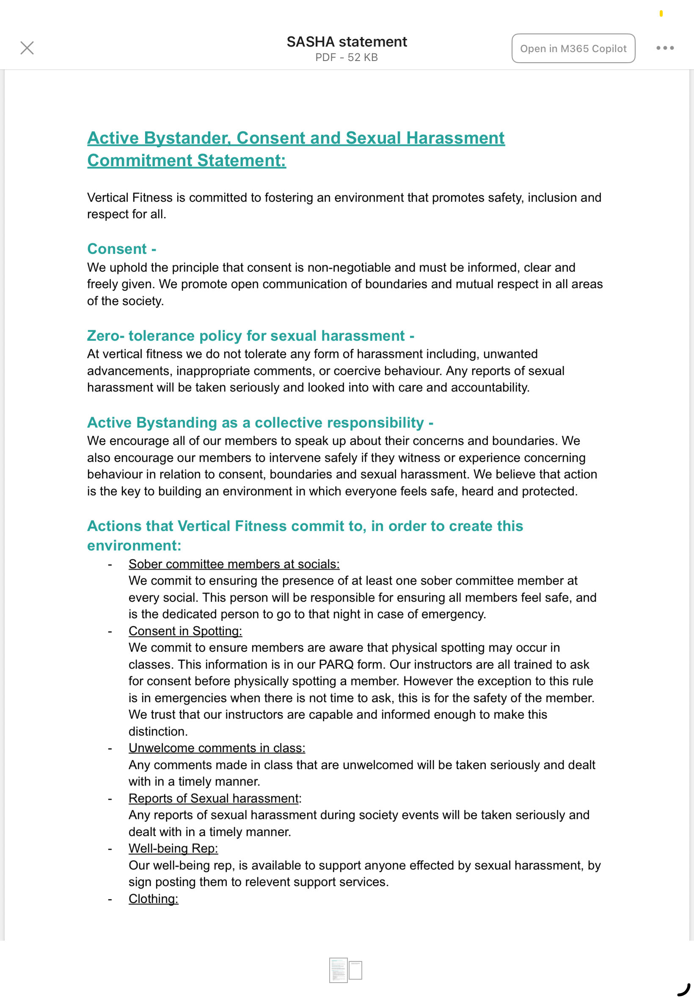 SASHA statement
PDF - 52 KB
Open in M365 Copilot
Active Bystander, Consent and Sexual Harassment
Commitment Statement:
Vertical Fitness is committed to fostering an environment that promotes safety, inclusion and
respect for all.
Consent -
We uphold the principle that consent is non-negotiable and must be informed, clear and
freely given. We promote open communication of boundaries and mutual respect in all areas
of the society.
Zero- tolerance policy for sexual harassment -
At vertical fitness we do not tolerate any form of harassment including, unwanted
advancements, inappropriate comments, or coercive behaviour. Any reports of sexual
harassment will be taken seriously and looked into with care and accountability.
Active Bystanding as a collective responsibility -
We encourage all of our members to speak up about their concerns and boundaries. We
also encourage our members to intervene safely if they witness or experience concerning
behaviour in relation to consent, boundaries and sexual harassment. We believe that action
is the key to building an environment in which everyone feels safe, heard and protected.
Actions that Vertical Fitness commit to, in order to create this
environment:
- Sober committee members at socials:
We commit to ensuring the presence of at least one sober committee member at
every social. This person will be responsible for ensuring all members feel safe, and
is the dedicated person to go to that night in case of emergency.
- Consent in Spotting:
We commit to ensure members are aware that physical spotting may occur in
classes. This information is in our PARQ form. Our instructors are all trained to ask
for consent before physically spotting a member. However the exception to this rule
is in emergencies when there is not time to ask, this is for the safety of the member.
We trust that our instructors are capable and informed enough to make this
distinction.
- Unwelcome comments in class:
Any comments made in class that are unwelcomed will be taken seriously and dealt
with in a timely manner.
- Reports of Sexual harassment:
Any reports of sexual harassment during society events will be taken seriously and
dealt with in a timely manner.
- Well-being Rep:
Our well-being rep, is available to support anyone effected by sexual harassment, by
sign posting them to relevent support services.
- Clothing: